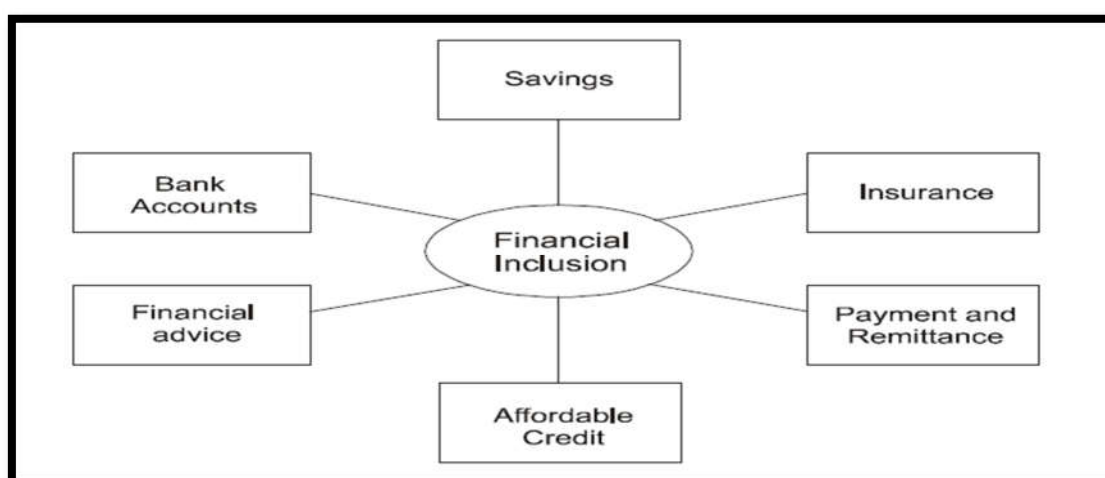 Savings
Bank
Accounts
Insurance
Financial
Inclusion
Financial
advice
Payment and
Remittance
Affordable
Credit